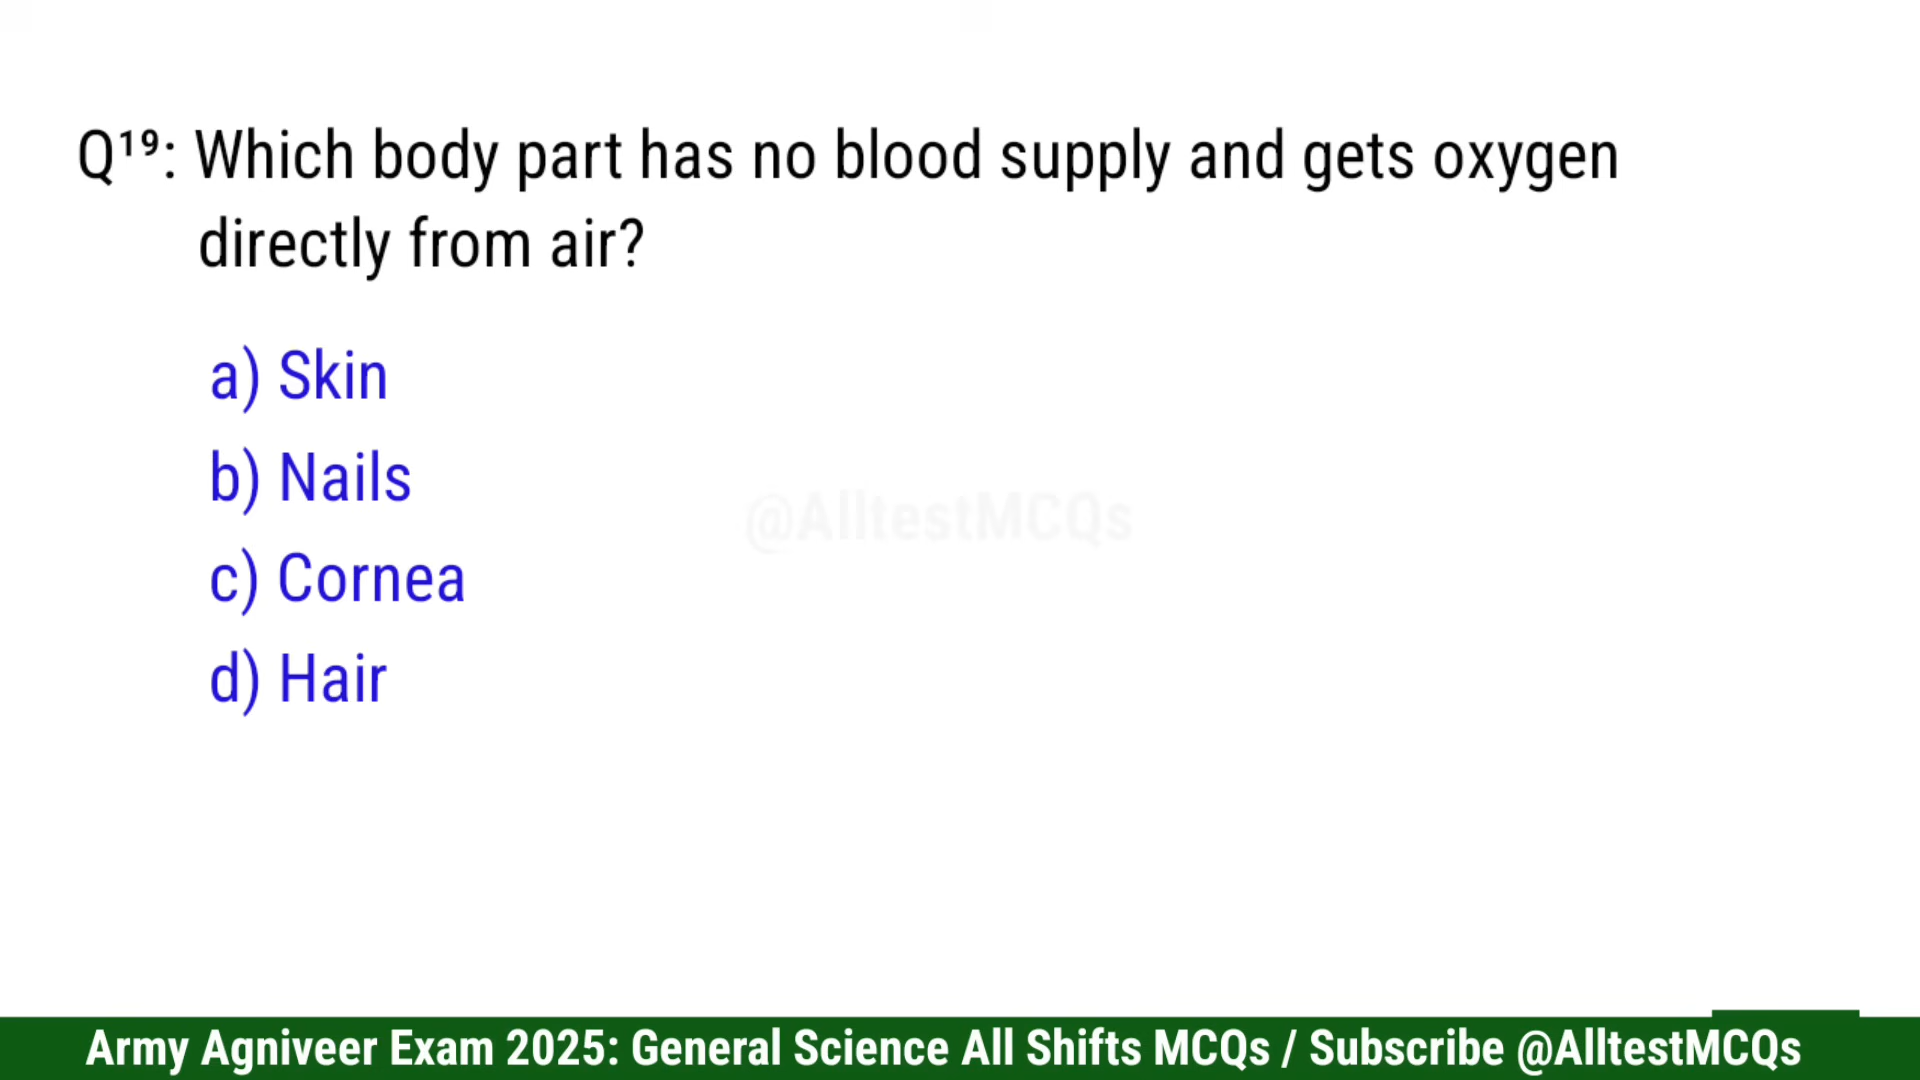 Q¹⁹: Which body part has no blood supply and gets oxygen
directly from air?
a) Skin
b) Nails
@AlltestMCQs
c) Cornea
d) Hair
Army Agniveer Exam 2025: General Science All Shifts MCQs / Subscribe @AlltestMCQs